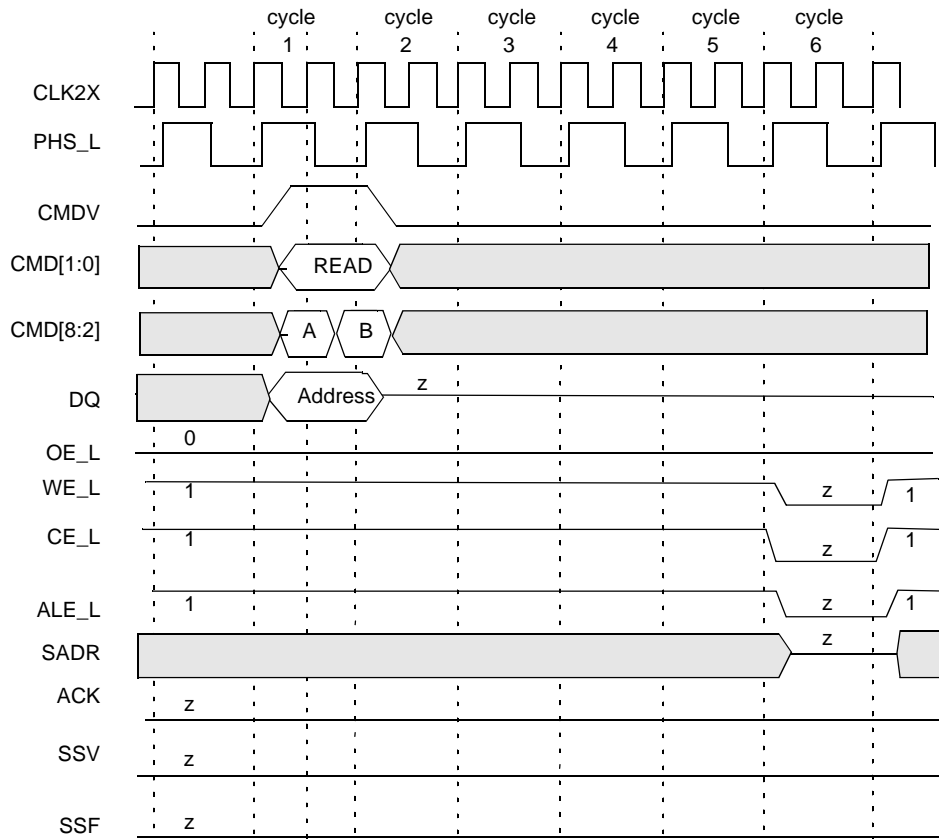 cycle cycle cycle cycle cycle cycle
1 2 3 4 5 6
CLK2X
PHS_L
CMDV
CMD[1:0] READ
CMD[8:2] A B
DQ Address z
OE_L 0
WE_L 1 z 1
CE_L 1 z 1
ALE_L 1 z 1
SADR z
ACK z
SSV z
SSF z